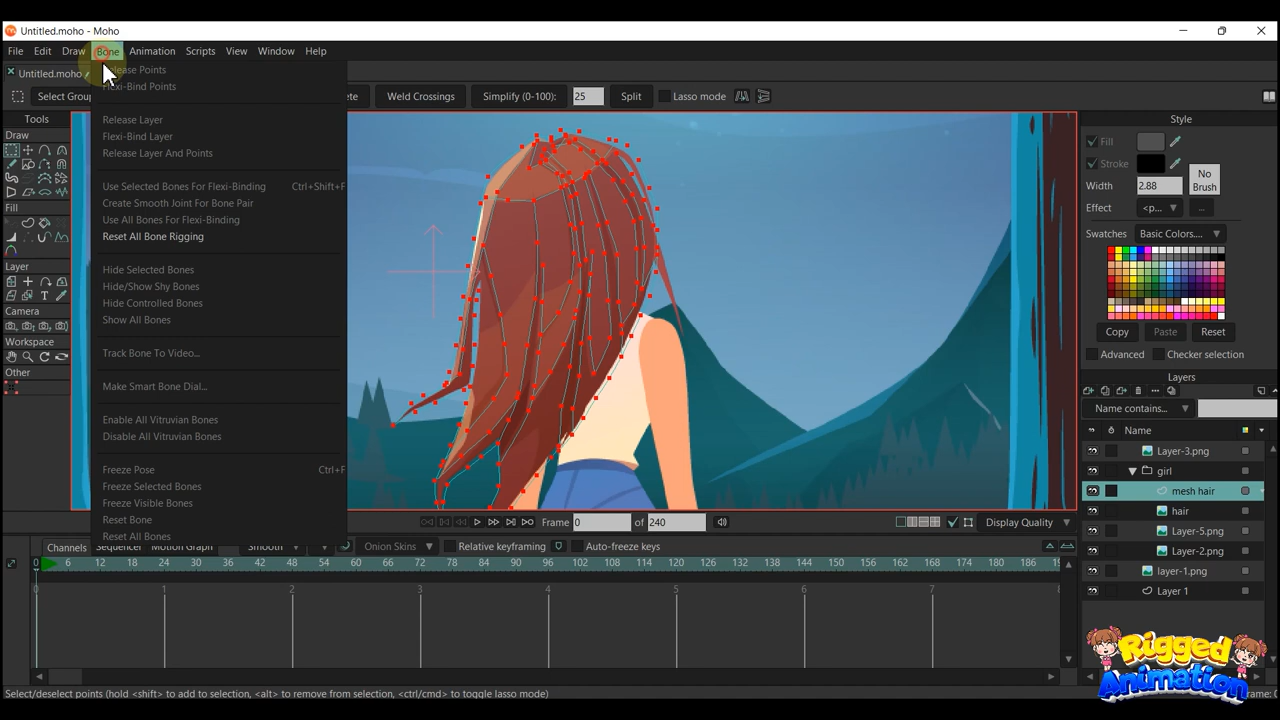 Untitled.moho - Moho
File Edit Draw Bone Animation Scripts View Window Help
Untitled.moho
Select Group
Weld Crossings Simplify (0-100): 25 Split Lasso mode
Release Points
Flexi-Bind Points
Release Layer
Flexi-Bind Layer
Release Layer And Points
Use Selected Bones For Flexi-Binding Ctrl+Shift+F
Create Smooth Joint For Bone Pair
Use All Bones For Flexi-Binding
Reset All Bone Rigging
Hide Selected Bones
Hide/Show Shy Bones
Hide Controlled Bones
Show All Bones
Track Bone To Video...
Make Smart Bone Dial...
Enable All Vitruvian Bones
Disable All Vitruvian Bones
Freeze Pose Ctrl+F
Freeze Selected Bones
Freeze Visible Bones
Reset Bone
Reset All Bones
Tools
Draw
Fill
Layer
Camera
Workspace
Other
Style
Fill
Stroke
Width 2.88
No
Brush
Effect <p... ...
Swatches Basic Colors....
Copy Paste Reset
Advanced Checker selection
Layers
Name contains...
Name
Layer-3.png
girl
mesh hair
hair
Layer-5.png
Layer-2.png
layer-1.png
Layer 1
Frame 0 of 240 Display Quality
Channels Sequencer Motion Graph Smooth Onion Skins Relative keyframing Auto-freeze keys
0 6 12 18 24 30 36 42 48 54 60 66 72 78 84 90 96 102 108 114 120 126 132 138 144 150 156 162 168 174 180 186
0 1 2 3 4 5 6 7
Rigged
Animation
Select/deselect points (hold <shift> to add to selection, <alt> to remove from selection, <ctrl/cmd> to toggle lasso mode)